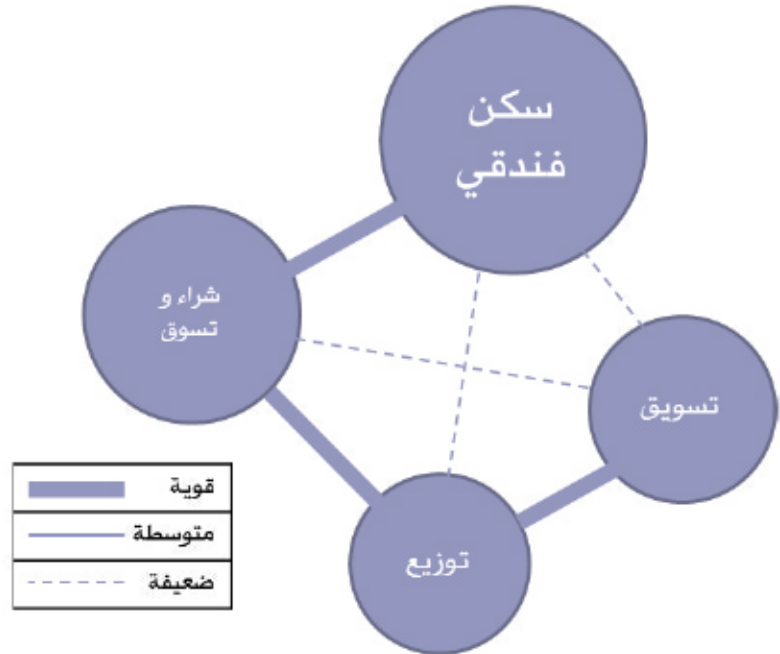 سكن
فندقي
شراء و
تسوق
تسويق
توزيع
قوية
متوسطة
ضعيفة